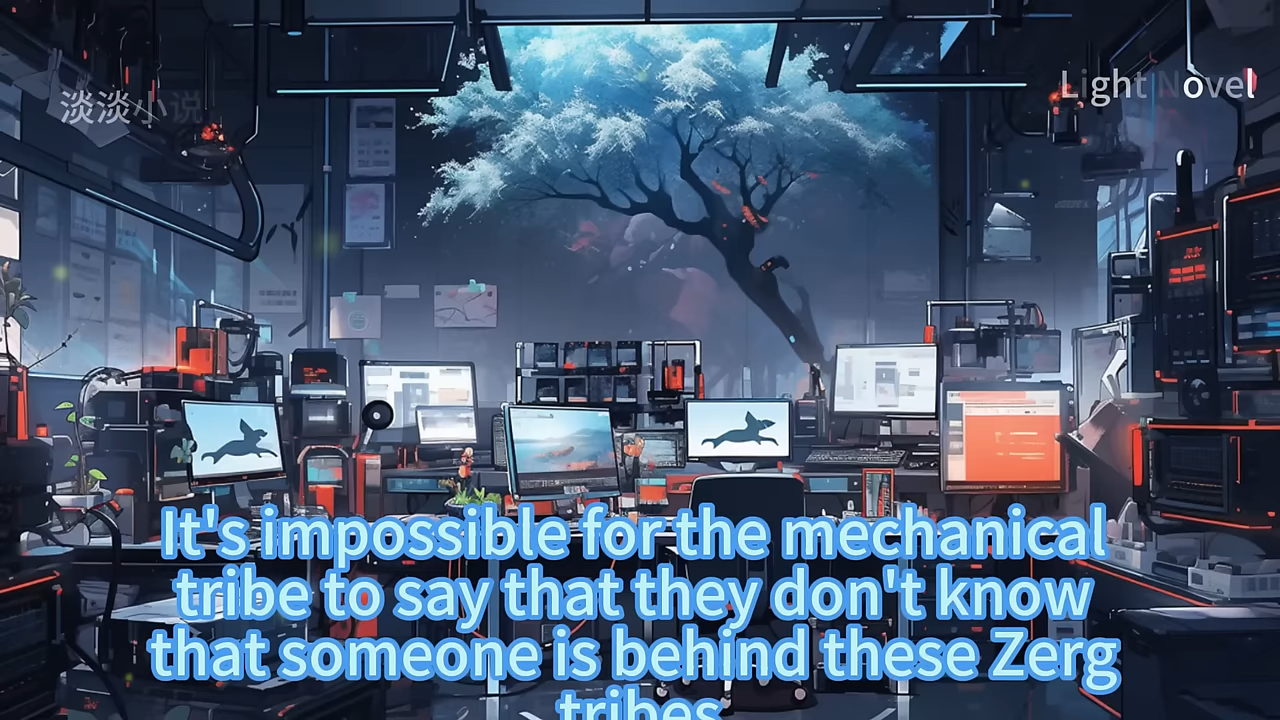 淡淡小说
Light Novel
It's impossible for the mechanical
tribe to say that they don't know
that someone is behind these Zerg
tribes